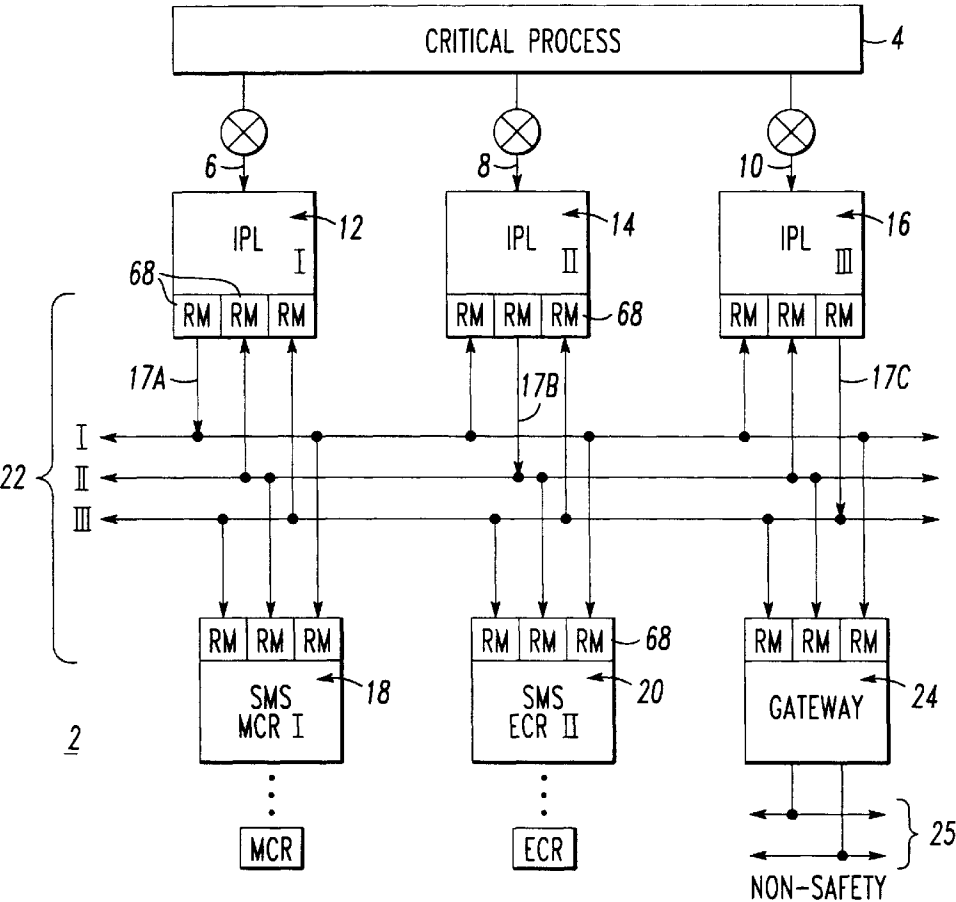 CRITICAL PROCESS
4
6
8
10
IPL
I
12
IPL
II
14
IPL
III
16
68
RM RM RM
RM RM RM
68
RM RM RM
17A
17B
17C
22
I
II
III
RM RM RM
RM RM RM
68
RM RM RM
SMS
MCR I
18
SMS
ECR II
20
GATEWAY
24
2
MCR
ECR
25
NON-SAFETY